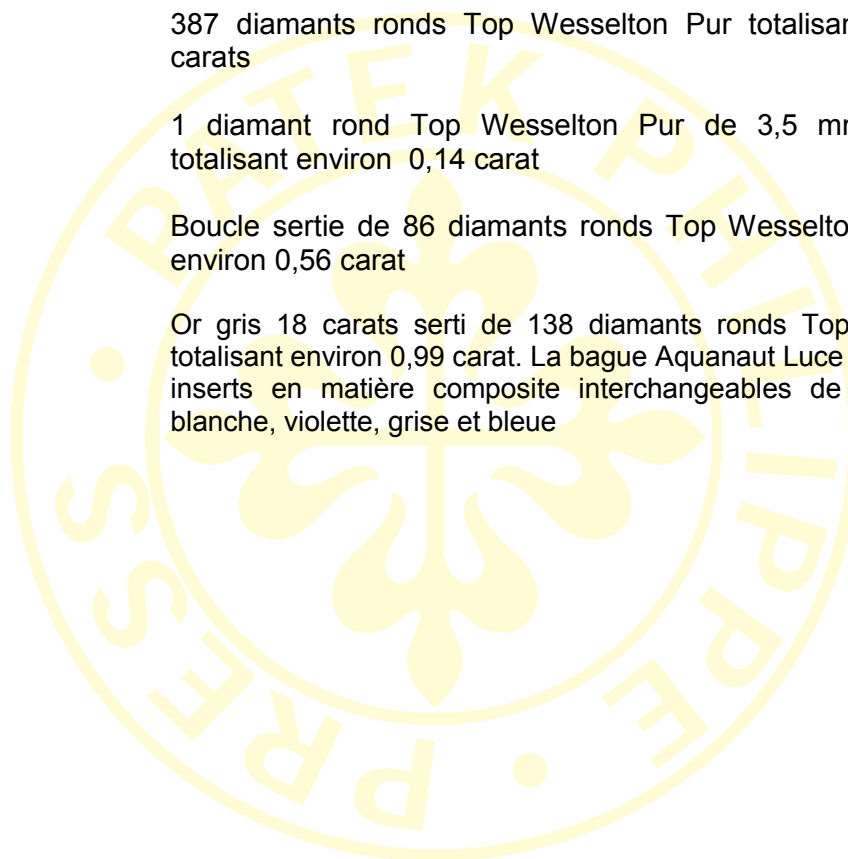 387 diamants ronds Top Wesselton Pur
carats
1 diamant rond Top Wesselton Pur de 3,5
totalisant environ 0,14 carat
Boucle sertie de 86 diamants ronds Top
environ 0,56 carat
Or gris 18 carats serti de 138 diamants ronds Top
totalisant environ 0,99 carat. La bague Aquanaut Luce
inserts en matière composite interchangeables de
blanche, violette, grise et bleue
PATEK PHILIPPE • PRESS •